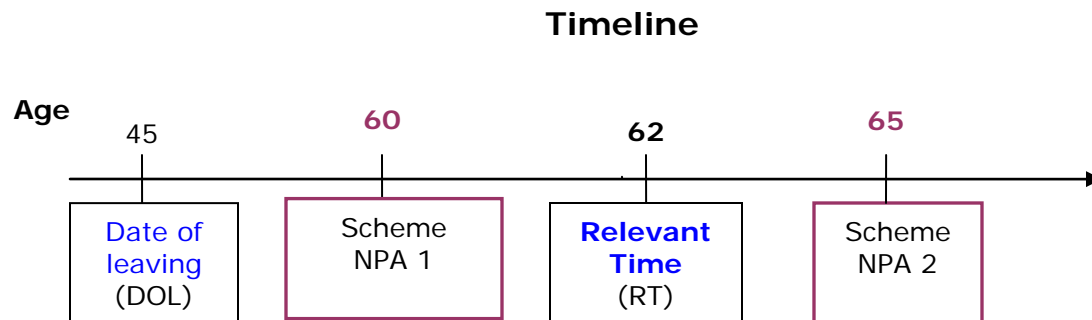 Timeline
Age
45
60
62
65
Date of
leaving
(DOL)
Scheme
NPA 1
Relevant
Time
(RT)
Scheme
NPA 2